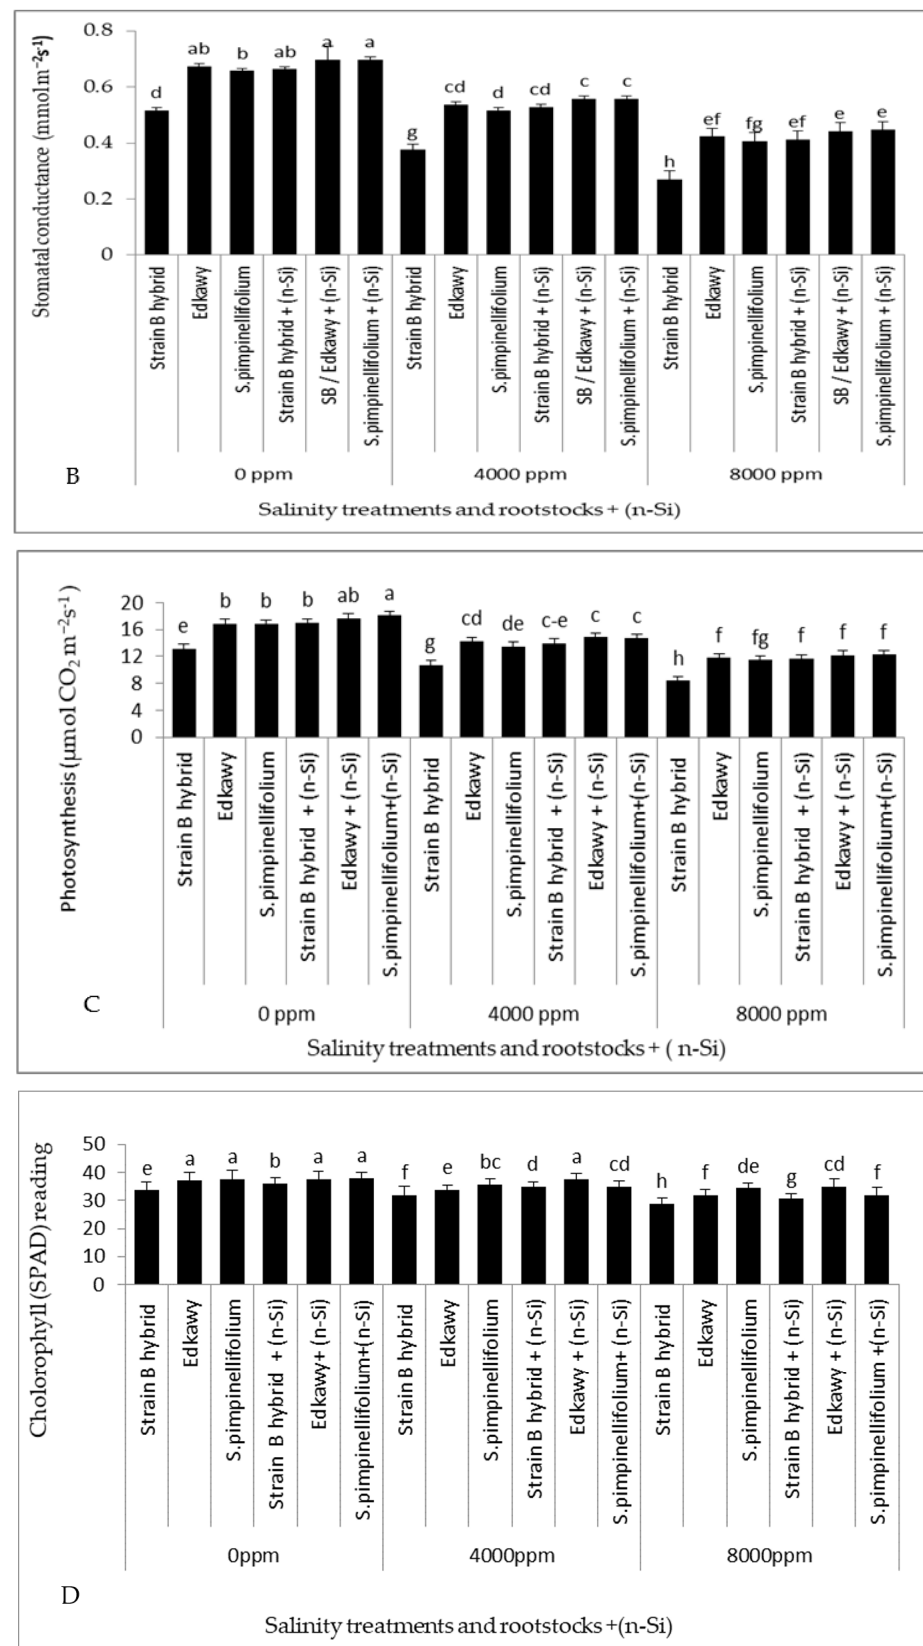 0.8
0.6
0.4
0.2
0
Stomatal conductance (mmolm⁻²s⁻¹)
d ab b ab a a cd d cd c c g ef fg ef e e h
Strain B hybrid
Edkawy
S.pimpinellifolium
Strain B hybrid + (n-Si)
SB / Edkawy + (n-Si)
S.pimpinellifolium + (n-Si)
Strain B hybrid
Edkawy
S.pimpinellifolium
Strain B hybrid + (n-Si)
SB / Edkawy + (n-Si)
S.pimpinellifolium + (n-Si)
Strain B hybrid
Edkawy
S.pimpinellifolium
Strain B hybrid + (n-Si)
SB / Edkawy + (n-Si)
S.pimpinellifolium + (n-Si)
B
0 ppm 4000 ppm 8000 ppm
Salinity treatments and rootstocks + (n-Si)
20
16
12
8
4
0
Photosynthesis (µmol CO₂ m⁻²s⁻¹)
e b b b ab a g cd de c-e c c h f fg f f f
Strain B hybrid
Edkawy
S.pimpinellifolium
Strain B hybrid + (n-Si)
Edkawy + (n-Si)
S.pimpinellifolium+(n-Si)
Strain B hybrid
Edkawy
S.pimpinellifolium
Strain B hybrid + (n-Si)
Edkawy + (n-Si)
S.pimpinellifolium+(n-Si)
Strain B hybrid
Edkawy
S.pimpinellifolium
Strain B hybrid + (n-Si)
Edkawy + (n-Si)
S.pimpinellifolium+(n-Si)
C
0 ppm 4000 ppm 8000 ppm
Salinity treatments and rootstocks + ( n-Si)
50
40
30
20
10
0
Cholorophyll (SPAD) reading
e a a b a a f e bc d a cd h f de g cd f
Strain B hybrid
Edkawy
S.pimpinellifolium
Strain B hybrid + (n-Si)
Edkawy+ (n-Si)
S.pimpinellifolium+(n-Si)
Strain B hybrid
Edkawy
S.pimpinellifolium
Strain B hybrid + (n-Si)
Edkawy + (n-Si)
S.pimpinellifolium+ (n-Si)
Strain B hybrid
Edkawy
S.pimpinellifolium
Strain B hybrid + (n-Si)
Edkawy + (n-Si)
S.pimpinellifolium +(n-Si)
0ppm 4000ppm 8000ppm
D
Salinity treatments and rootstocks +(n-Si)